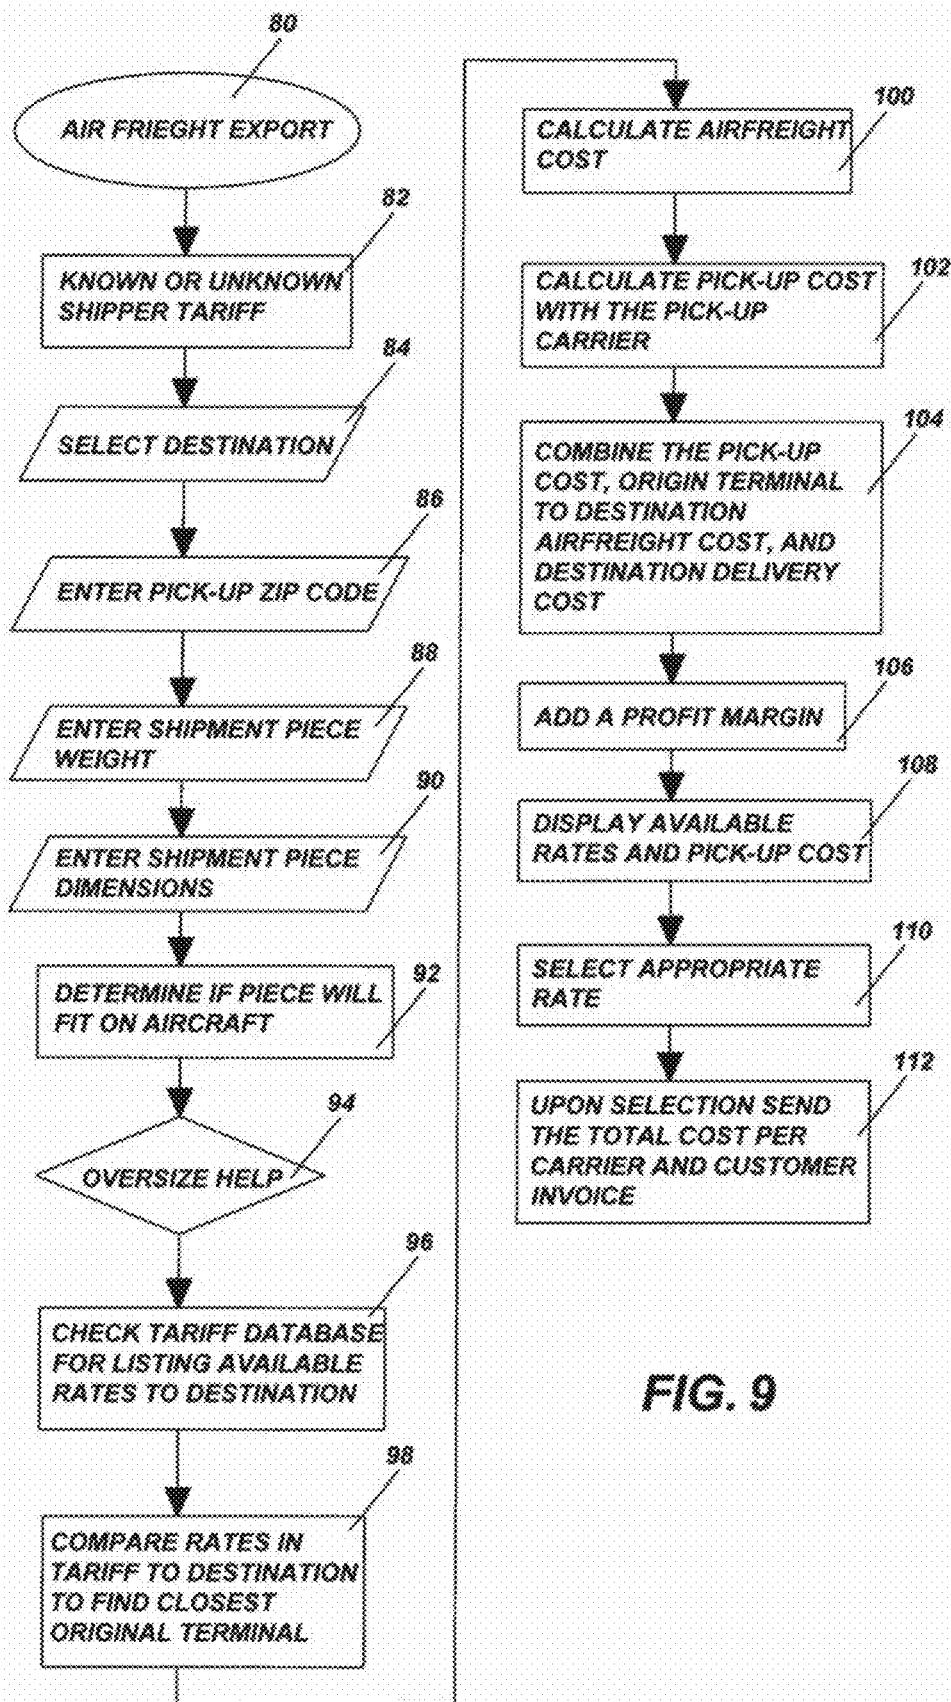 80
AIR FRIEGHT EXPORT
82
KNOWN OR UNKNOWN
SHIPPER TARIFF
84
SELECT DESTINATION
86
ENTER PICK-UP ZIP CODE
88
ENTER SHIPMENT PIECE
WEIGHT
90
ENTER SHIPMENT PIECE
DIMENSIONS
92
DETERMINE IF PIECE WILL
FIT ON AIRCRAFT
94
OVERSIZE HELP
96
CHECK TARIFF DATABASE
FOR LISTING AVAILABLE
RATES TO DESTINATION
98
COMPARE RATES IN
TARIFF TO DESTINATION
TO FIND CLOSEST
ORIGINAL TERMINAL
100
CALCULATE AIRFREIGHT
COST
102
CALCULATE PICK-UP COST
WITH THE PICK-UP
CARRIER
104
COMBINE THE PICK-UP
COST, ORIGIN TERMINAL
TO DESTINATION
AIRFREIGHT COST, AND
DESTINATION DELIVERY
COST
106
ADD A PROFIT MARGIN
108
DISPLAY AVAILABLE
RATES AND PICK-UP COST
110
SELECT APPROPRIATE
RATE
112
UPON SELECTION SEND
THE TOTAL COST PER
CARRIER AND CUSTOMER
INVOICE
FIG. 9